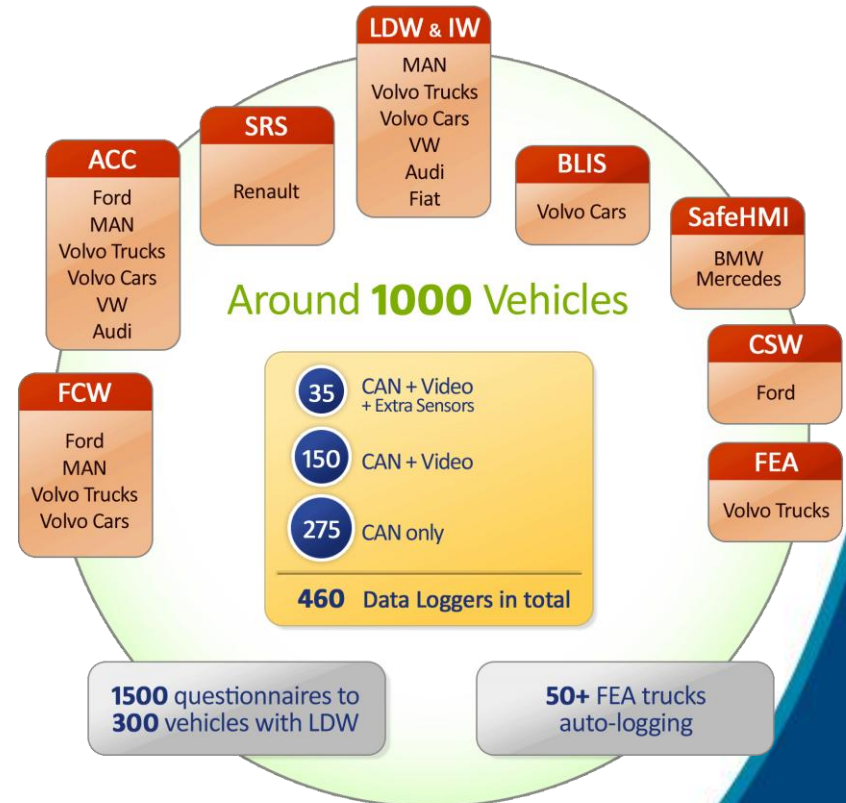 LDW & IW
MAN
Volvo Trucks
Volvo Cars
VW
Audi
Fiat
SRS
Renault
ACC
Ford
MAN
Volvo Trucks
Volvo Cars
VW
Audi
BLIS
Volvo Cars
SafeHMI
BMW
Mercedes
Around 1000 Vehicles
CSW
Ford
FCW
Ford
MAN
Volvo Trucks
Volvo Cars
FEA
Volvo Trucks
35 CAN + Video
+ Extra Sensors
150 CAN + Video
275 CAN only
460 Data Loggers in total
1500 questionnaires to
300 vehicles with LDW
50+ FEA trucks
auto-logging